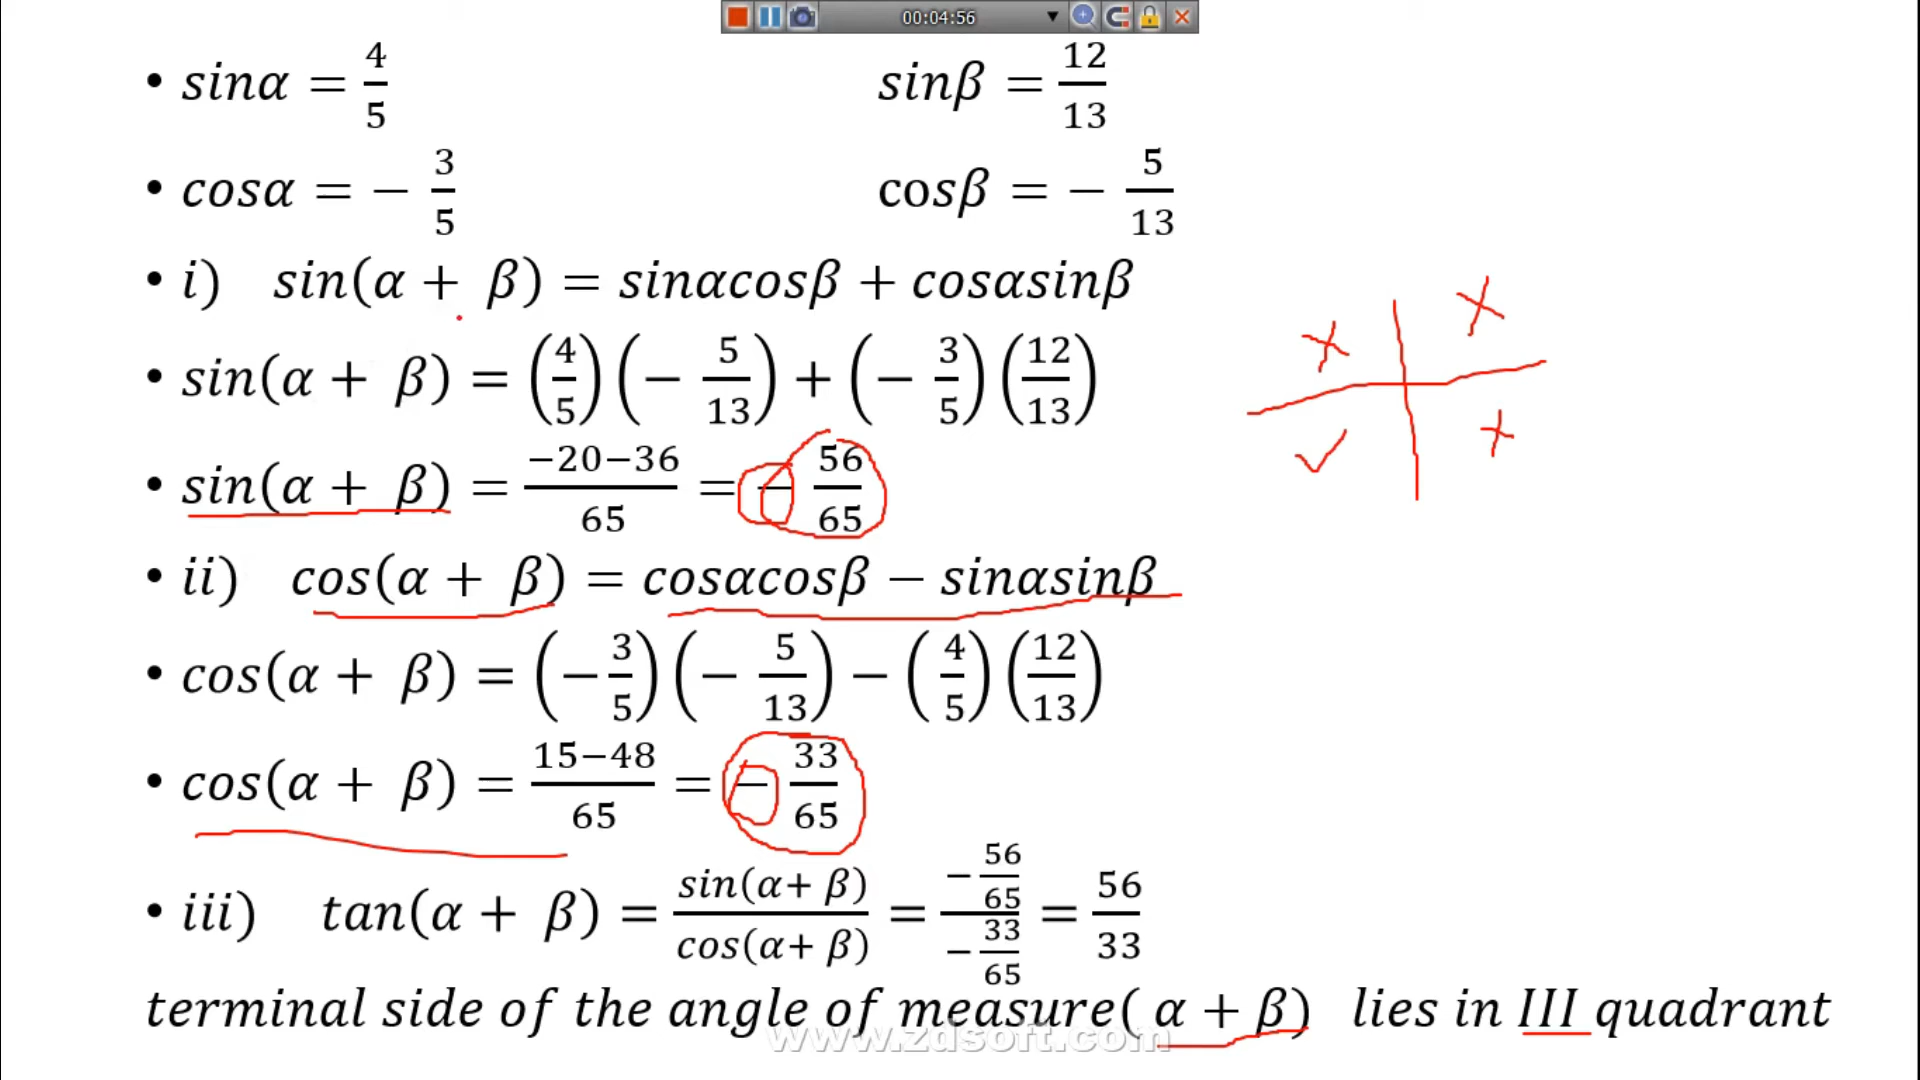 00:04:56
• sinα = 4/5 sinβ = 12/13
• cosα = − 3/5 cosβ = − 5/13
• i) sin(α + β) = sinαcosβ + cosαsinβ
• sin(α + β) = (4/5)(− 5/13) + (− 3/5)(12/13)
• sin(α + β) = −20−36/65 = − 56/65
• ii) cos(α + β) = cosαcosβ − sinαsinβ
• cos(α + β) = (−3/5)(− 5/13) − (4/5)(12/13)
• cos(α + β) = 15−48/65 = − 33/65
• iii) tan(α + β) = sin(α+ β)/cos(α+ β) = −56/65/−33/65 = 56/33
terminal side of the angle of measure( α + β) lies in III quadrant
www.zdsoft.com